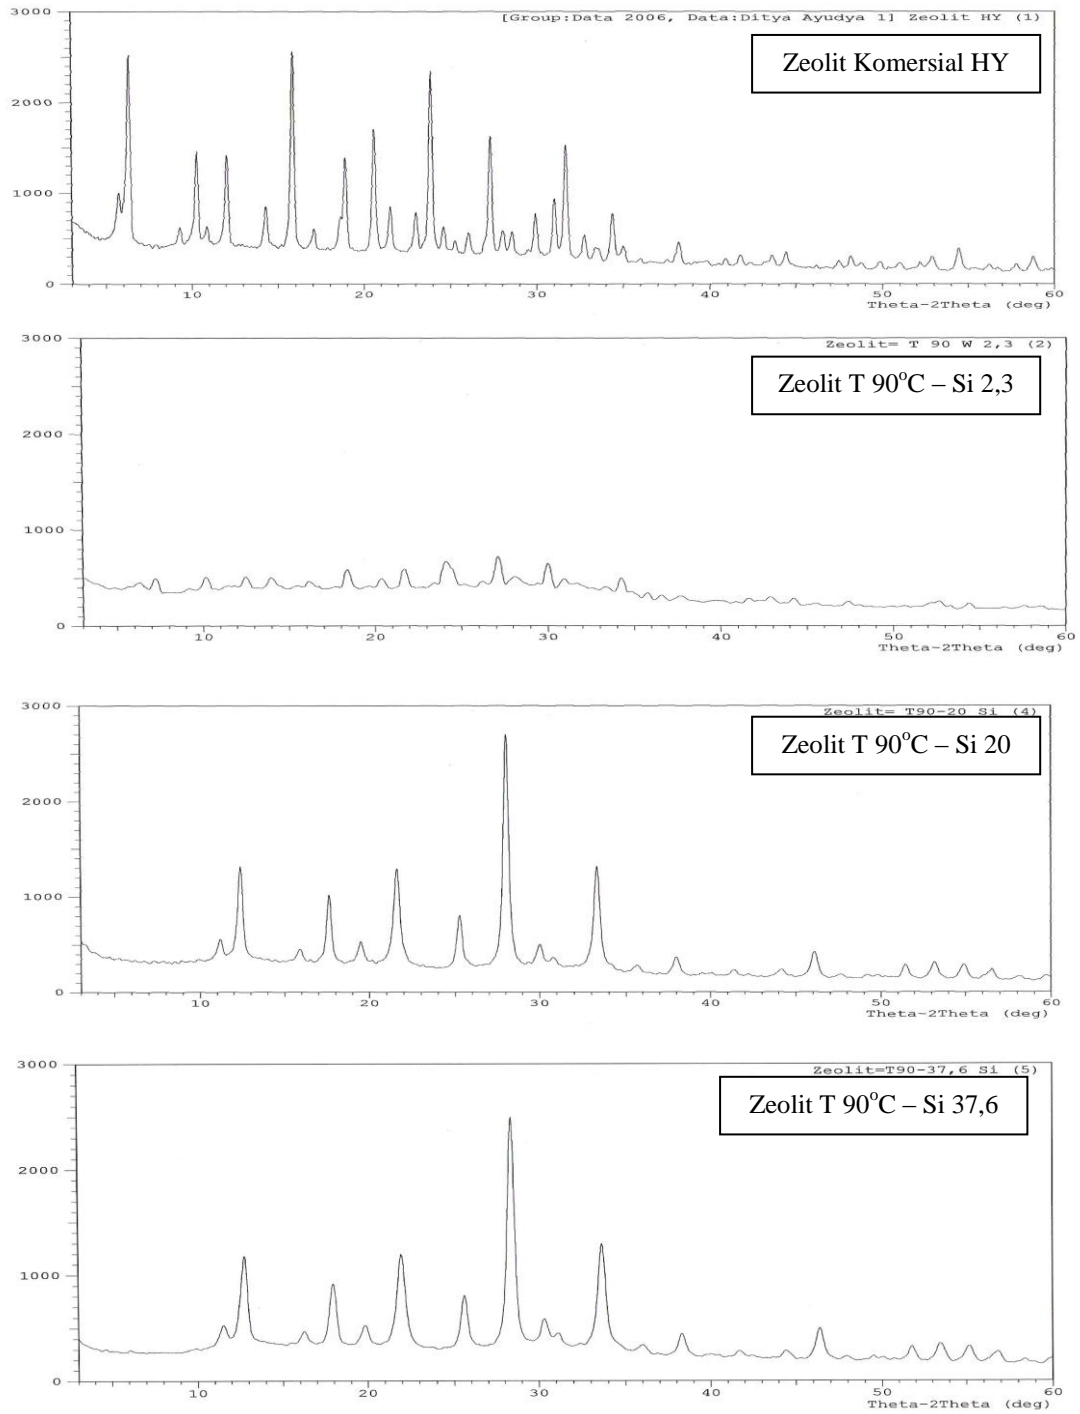 [Group:Data 2006, Data:Ditya Ayudya 1] Zeolit HY (1)
Zeolit Komersial HY
3000
2000
1000
0
10 20 30 40 50 60
Theta-2Theta (deg)
Zeolit= T 90 W 2,3 (2)
Zeolit T 90°C – Si 2,3
3000
2000
1000
0
10 20 30 40 50 60
Theta-2Theta (deg)
Zeolit= T90-20 Si (4)
Zeolit T 90°C – Si 20
3000
2000
1000
0
10 20 30 40 50 60
Theta-2Theta (deg)
Zeolit=T90-37,6 Si (5)
Zeolit T 90°C – Si 37,6
3000
2000
1000
0
10 20 30 40 50 60
Theta-2Theta (deg)